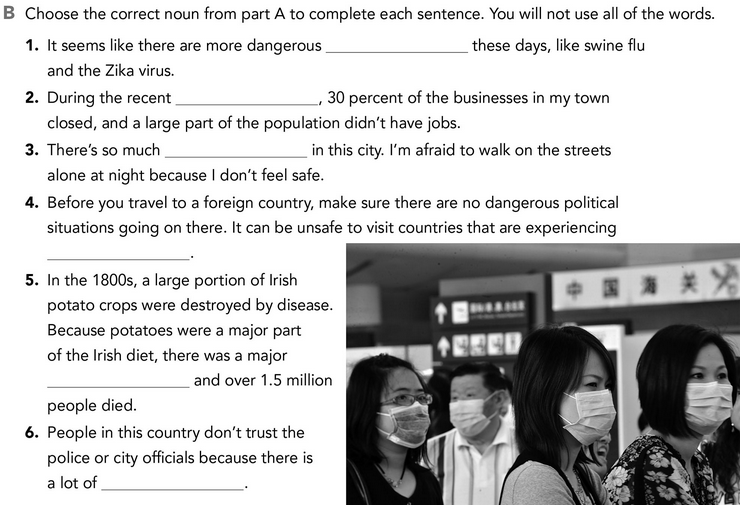 B Choose the correct noun from part A to complete each sentence. You will not use all of the words.
1. It seems like there are more dangerous ____________________ these days, like swine flu
and the Zika virus.
2. During the recent ____________________, 30 percent of the businesses in my town
closed, and a large part of the population didn't have jobs.
3. There's so much ____________________ in this city. I'm afraid to walk on the streets
alone at night because I don't feel safe.
4. Before you travel to a foreign country, make sure there are no dangerous political
situations going on there. It can be unsafe to visit countries that are experiencing
____________________.
5. In the 1800s, a large portion of Irish
potato crops were destroyed by disease.
Because potatoes were a major part
of the Irish diet, there was a major
____________________ and over 1.5 million
people died.
6. People in this country don't trust the
police or city officials because there is
a lot of ____________________.
中国海关